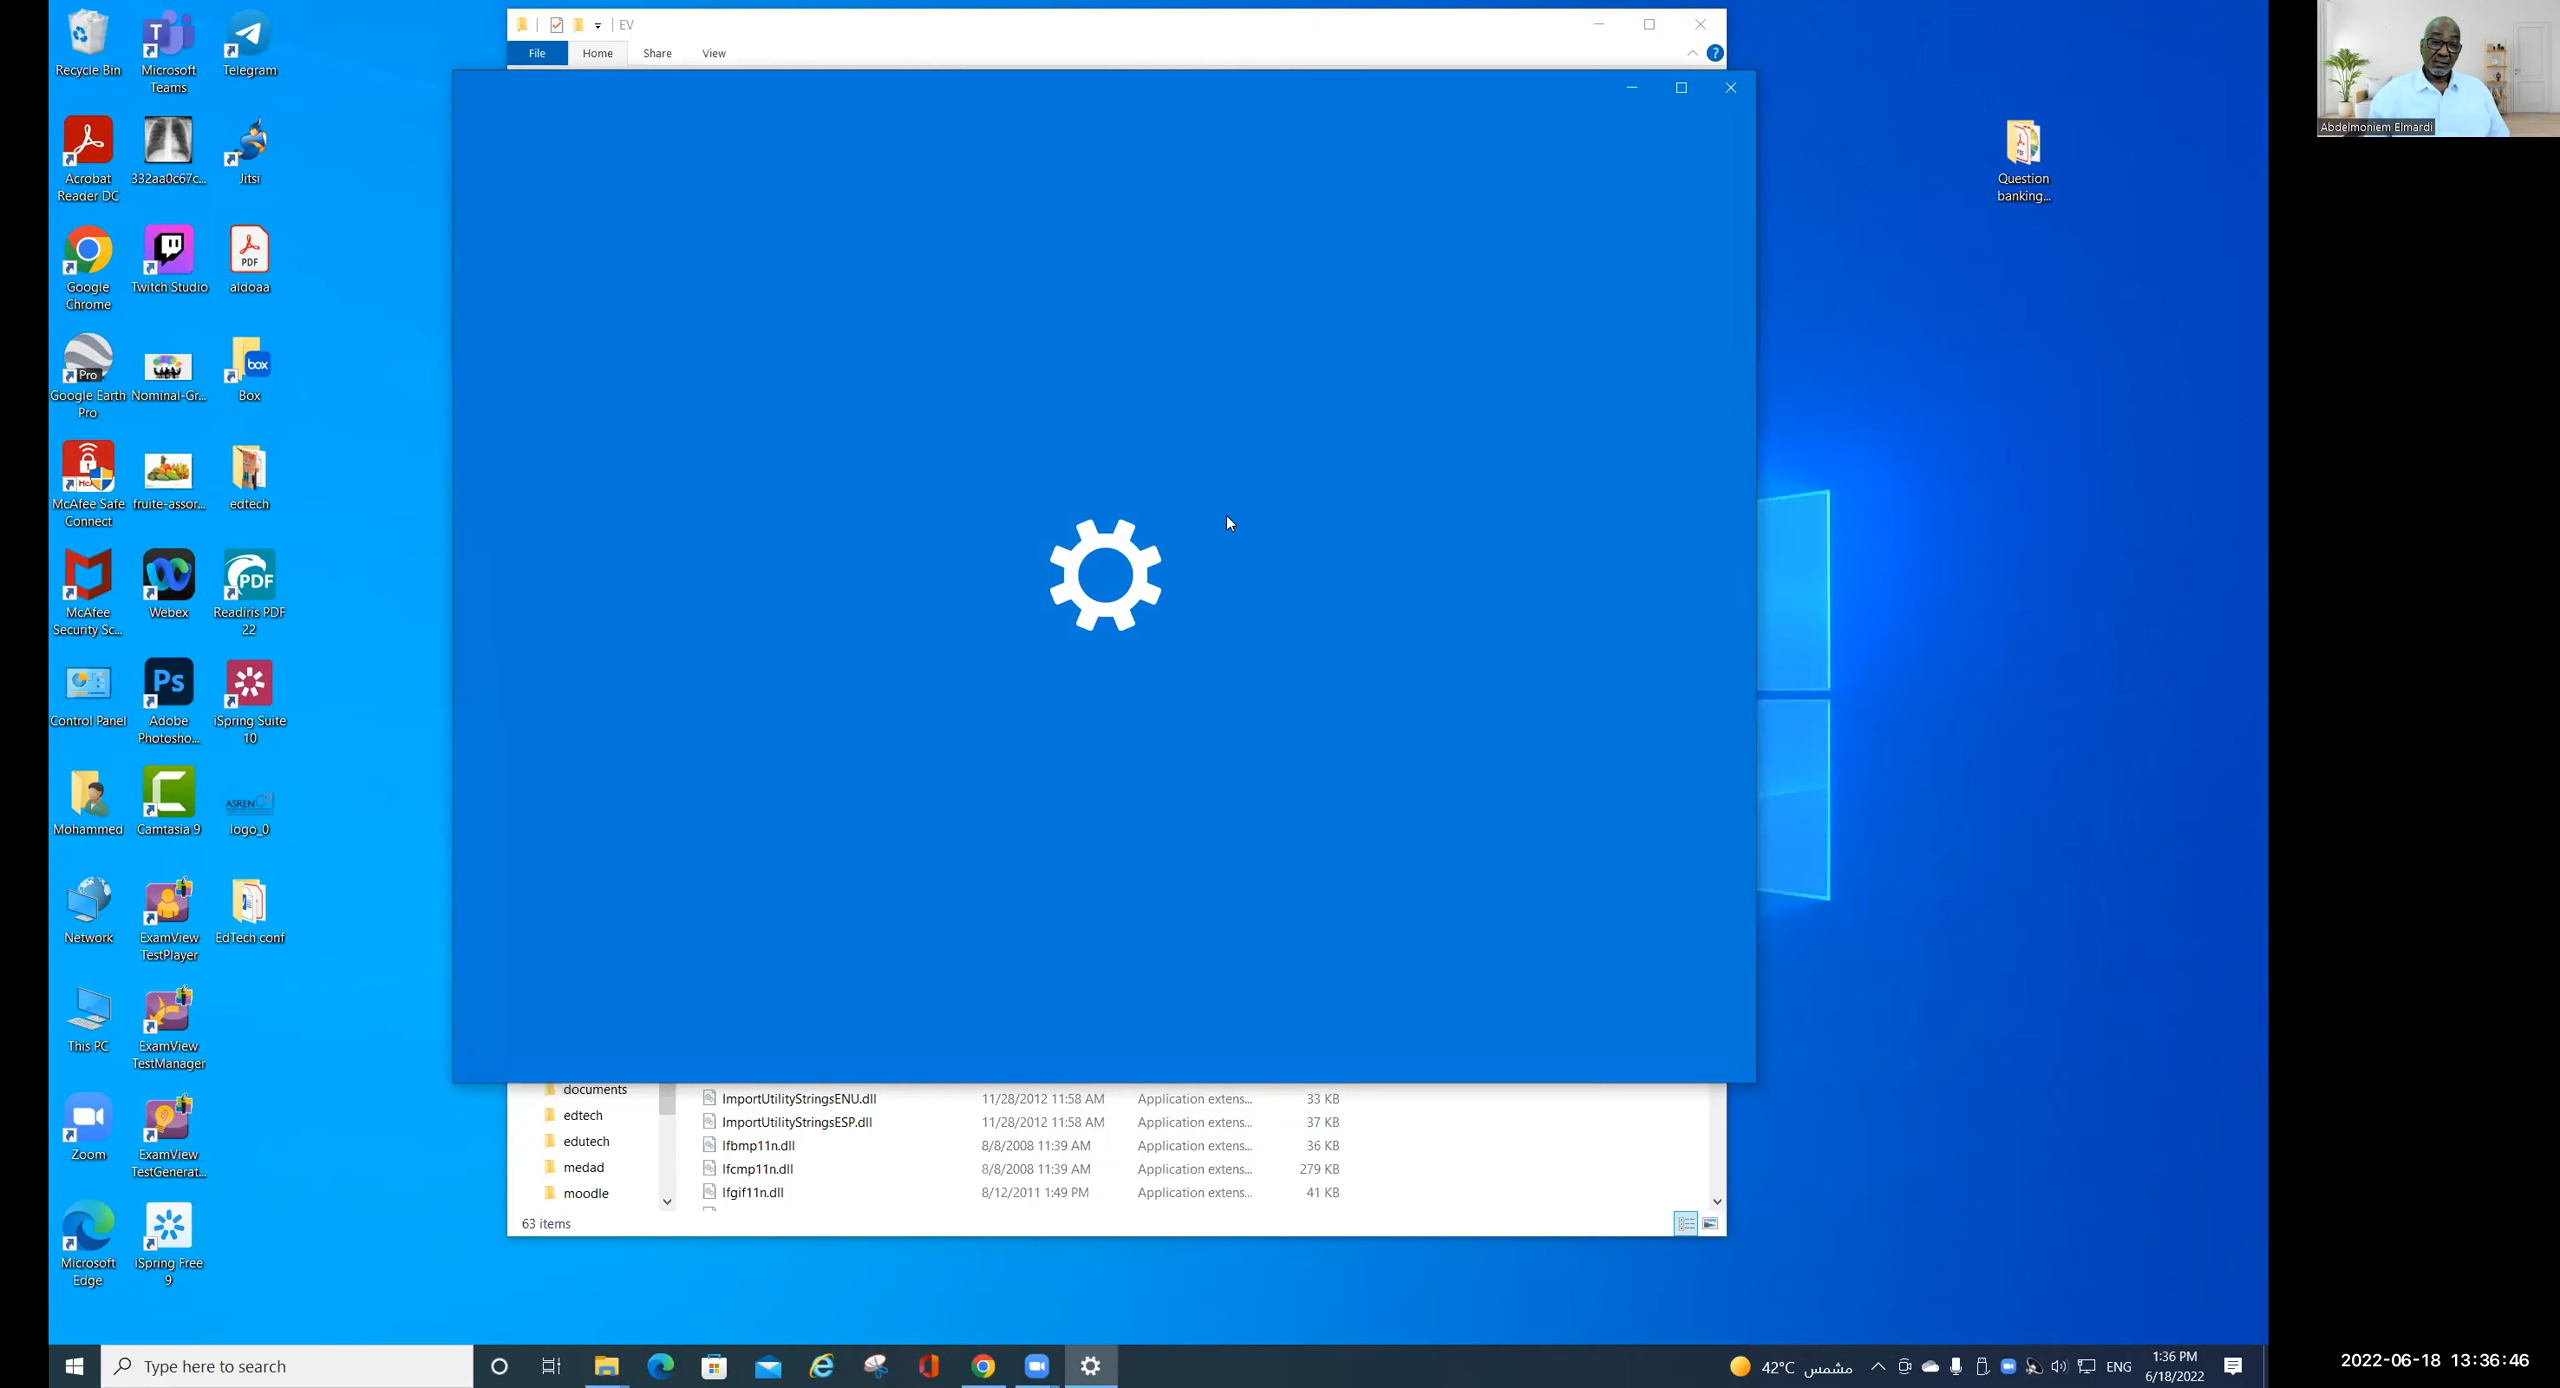 Recycle Bin
Microsoft
Teams
Telegram
Acrobat
Reader DC
332aa0c67c...
Jitsi
Google
Chrome
Twitch Studio
PDF
aldoaa
Pro
Google Earth
Pro
Nominal-Gr...
box
Box
McAfee Safe
Connect
fruite-assor...
edtech
McAfee
Security Sc...
Webex
PDF
Readiris PDF
22
Control Panel
Ps
Adobe
Photosho...
iSpring Suite
10
Mohammed
Camtasia 9
ASREN
logo_0
Network
ExamView
TestPlayer
EdTech conf
This PC
ExamView
TestManager
Zoom
ExamView
TestGenerat...
Microsoft
Edge
iSpring Free
9
EV
File Home Share View
documents
edtech
edutech
medad
moodle
ImportUtilityStringsENU.dll 11/28/2012 11:58 AM Application extens... 33 KB
ImportUtilityStringsESP.dll 11/28/2012 11:58 AM Application extens... 37 KB
lfbmp11n.dll 8/8/2008 11:39 AM Application extens... 36 KB
lfcmp11n.dll 8/8/2008 11:39 AM Application extens... 279 KB
lfgif11n.dll 8/12/2011 1:49 PM Application extens... 41 KB
63 items
PDF
Question
banking...
Abdelmoniem Elmardi
Type here to search
42°C مشمس
ENG
1:36 PM
6/18/2022
2022-06-18 13:36:46